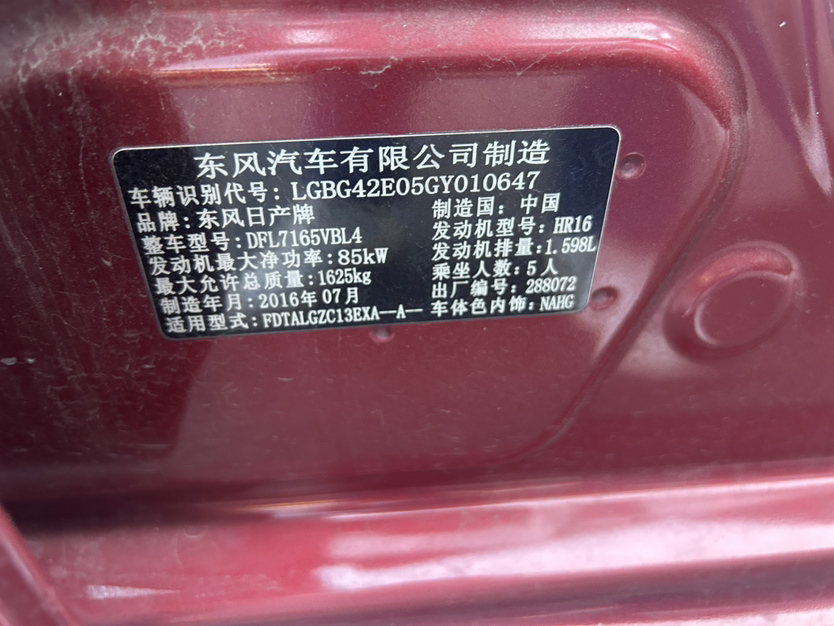 东风汽车有限公司制造
车辆识别代号: LGBG42E05GY010647
品牌: 东风日产牌 制造国: 中国
整车型号: DFL7165VBL4 发动机型号: HR16
发动机最大净功率: 85kW 发动机排量: 1.598L
最大允许总质量: 1625kg 乘坐人数: 5人
制造年月: 2016年07月 出厂编号: 288072
适用型式: FDTALGZC13EXA--A-- 车体色内饰: NAHG